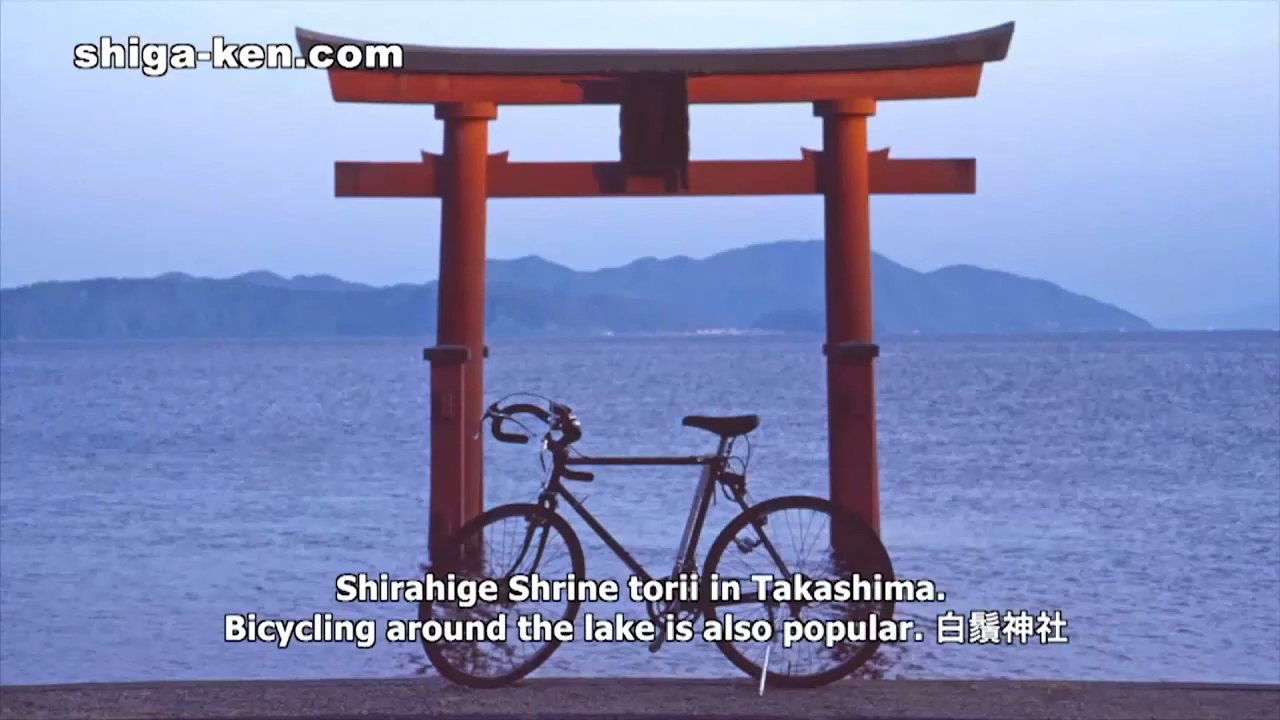 shiga-ken.com
Shirahige Shrine torii in Takashima.
Bicycling around the lake is also popular. 白鬚神社